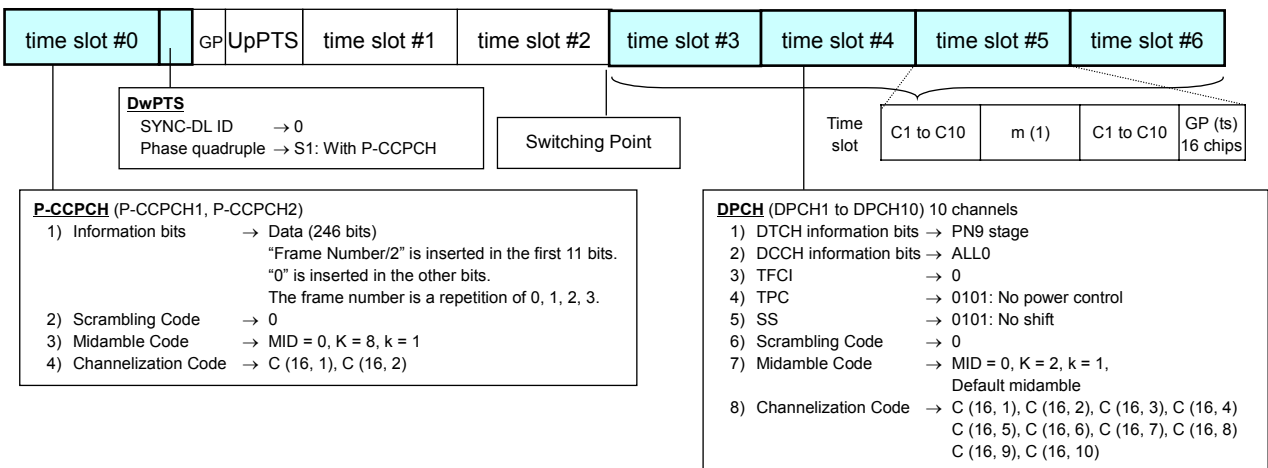 time slot #0 GP UpPTS time slot #1 time slot #2 time slot #3 time slot #4 time slot #5 time slot #6
DwPTS
SYNC-DL ID → 0
Phase quadruple → S1: With P-CCPCH
Switching Point
Time slot
C1 to C10 m (1) C1 to C10 GP (ts) 16 chips
P-CCPCH (P-CCPCH1, P-CCPCH2)
1) Information bits → Data (246 bits)
“Frame Number/2” is inserted in the first 11 bits.
“0” is inserted in the other bits.
The frame number is a repetition of 0, 1, 2, 3.
2) Scrambling Code → 0
3) Midamble Code → MID = 0, K = 8, k = 1
4) Channelization Code → C (16, 1), C (16, 2)
DPCH (DPCH1 to DPCH10) 10 channels
1) DTCH information bits → PN9 stage
2) DCCH information bits → ALL0
3) TFCI → 0
4) TPC → 0101: No power control
5) SS → 0101: No shift
6) Scrambling Code → 0
7) Midamble Code → MID = 0, K = 2, k = 1,
Default midamble
8) Channelization Code → C (16, 1), C (16, 2), C (16, 3), C (16, 4)
C (16, 5), C (16, 6), C (16, 7), C (16, 8)
C (16, 9), C (16, 10)